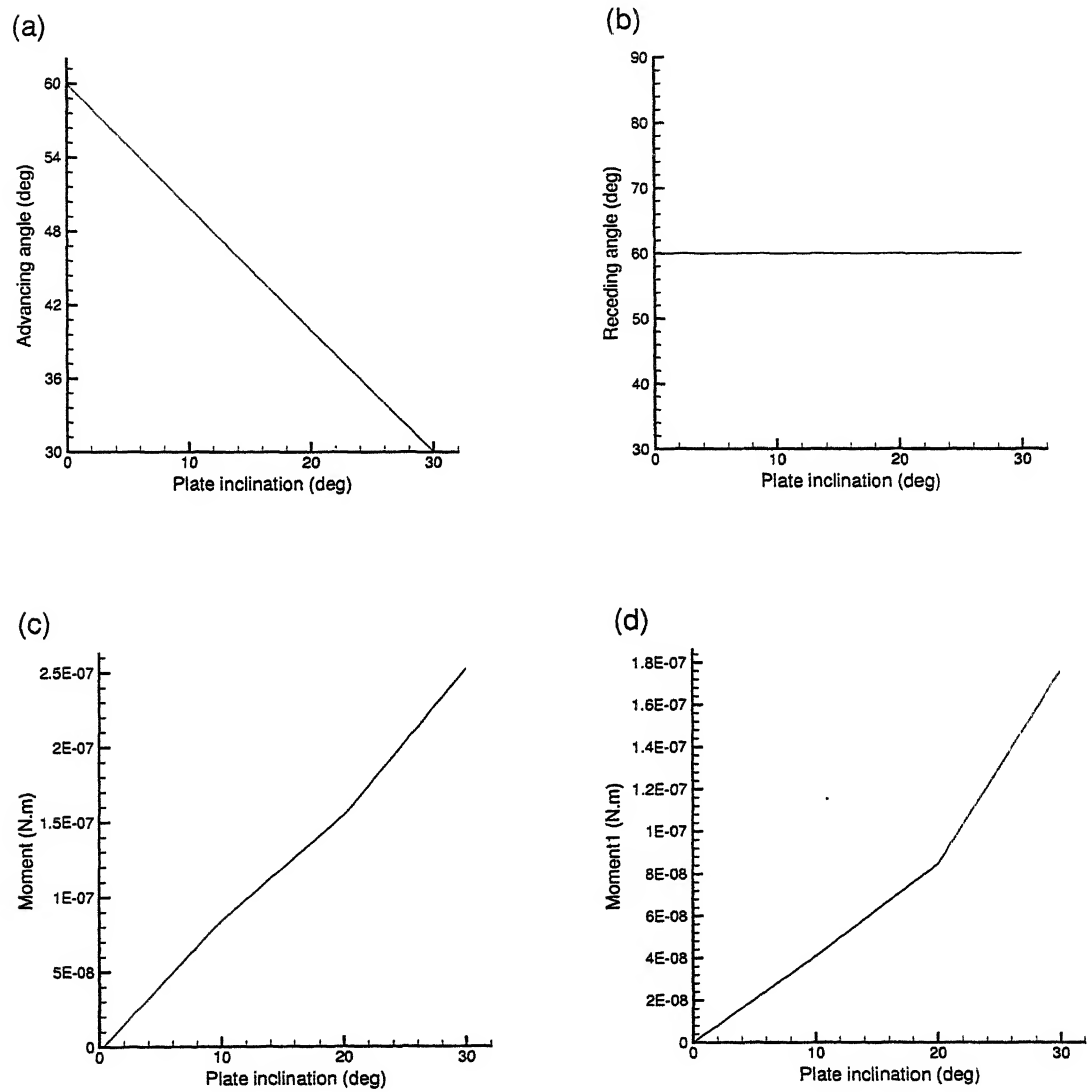 (a)
60
54
48
42
36
30
Advancing angle (deg)
0
10
20
30
Plate inclination (deg)
(b)
90
80
70
60
50
40
30
Receding angle (deg)
0
10
20
30
Plate inclination (deg)
(c)
2.5E-07
2E-07
1.5E-07
1E-07
5E-08
0
Moment (N.m)
0
10
20
30
Plate inclination (deg)
(d)
1.8E-07
1.6E-07
1.4E-07
1.2E-07
1E-07
8E-08
6E-08
4E-08
2E-08
0
Moment1 (N.m)
0
10
20
30
Plate inclination (deg)